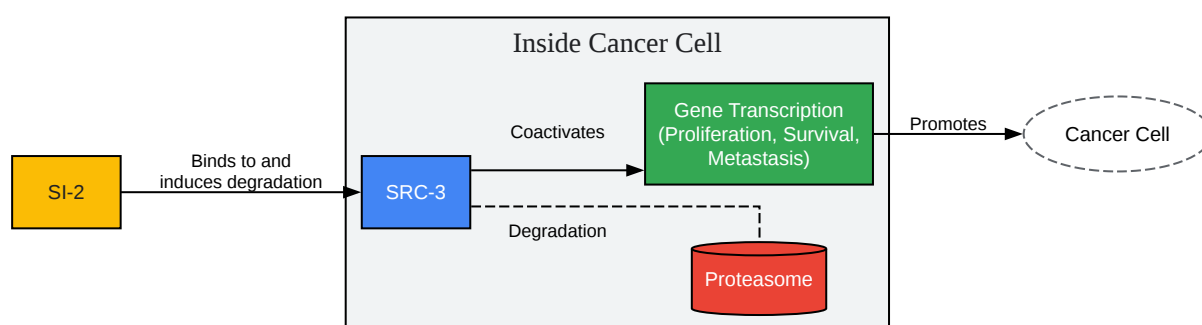 Inside Cancer Cell
Gene Transcription
(Proliferation, Survival,
Metastasis)
Coactivates
Promotes
Cancer Cell
Binds to and
induces degradation
SI-2
SRC-3
Degradation
Proteasome